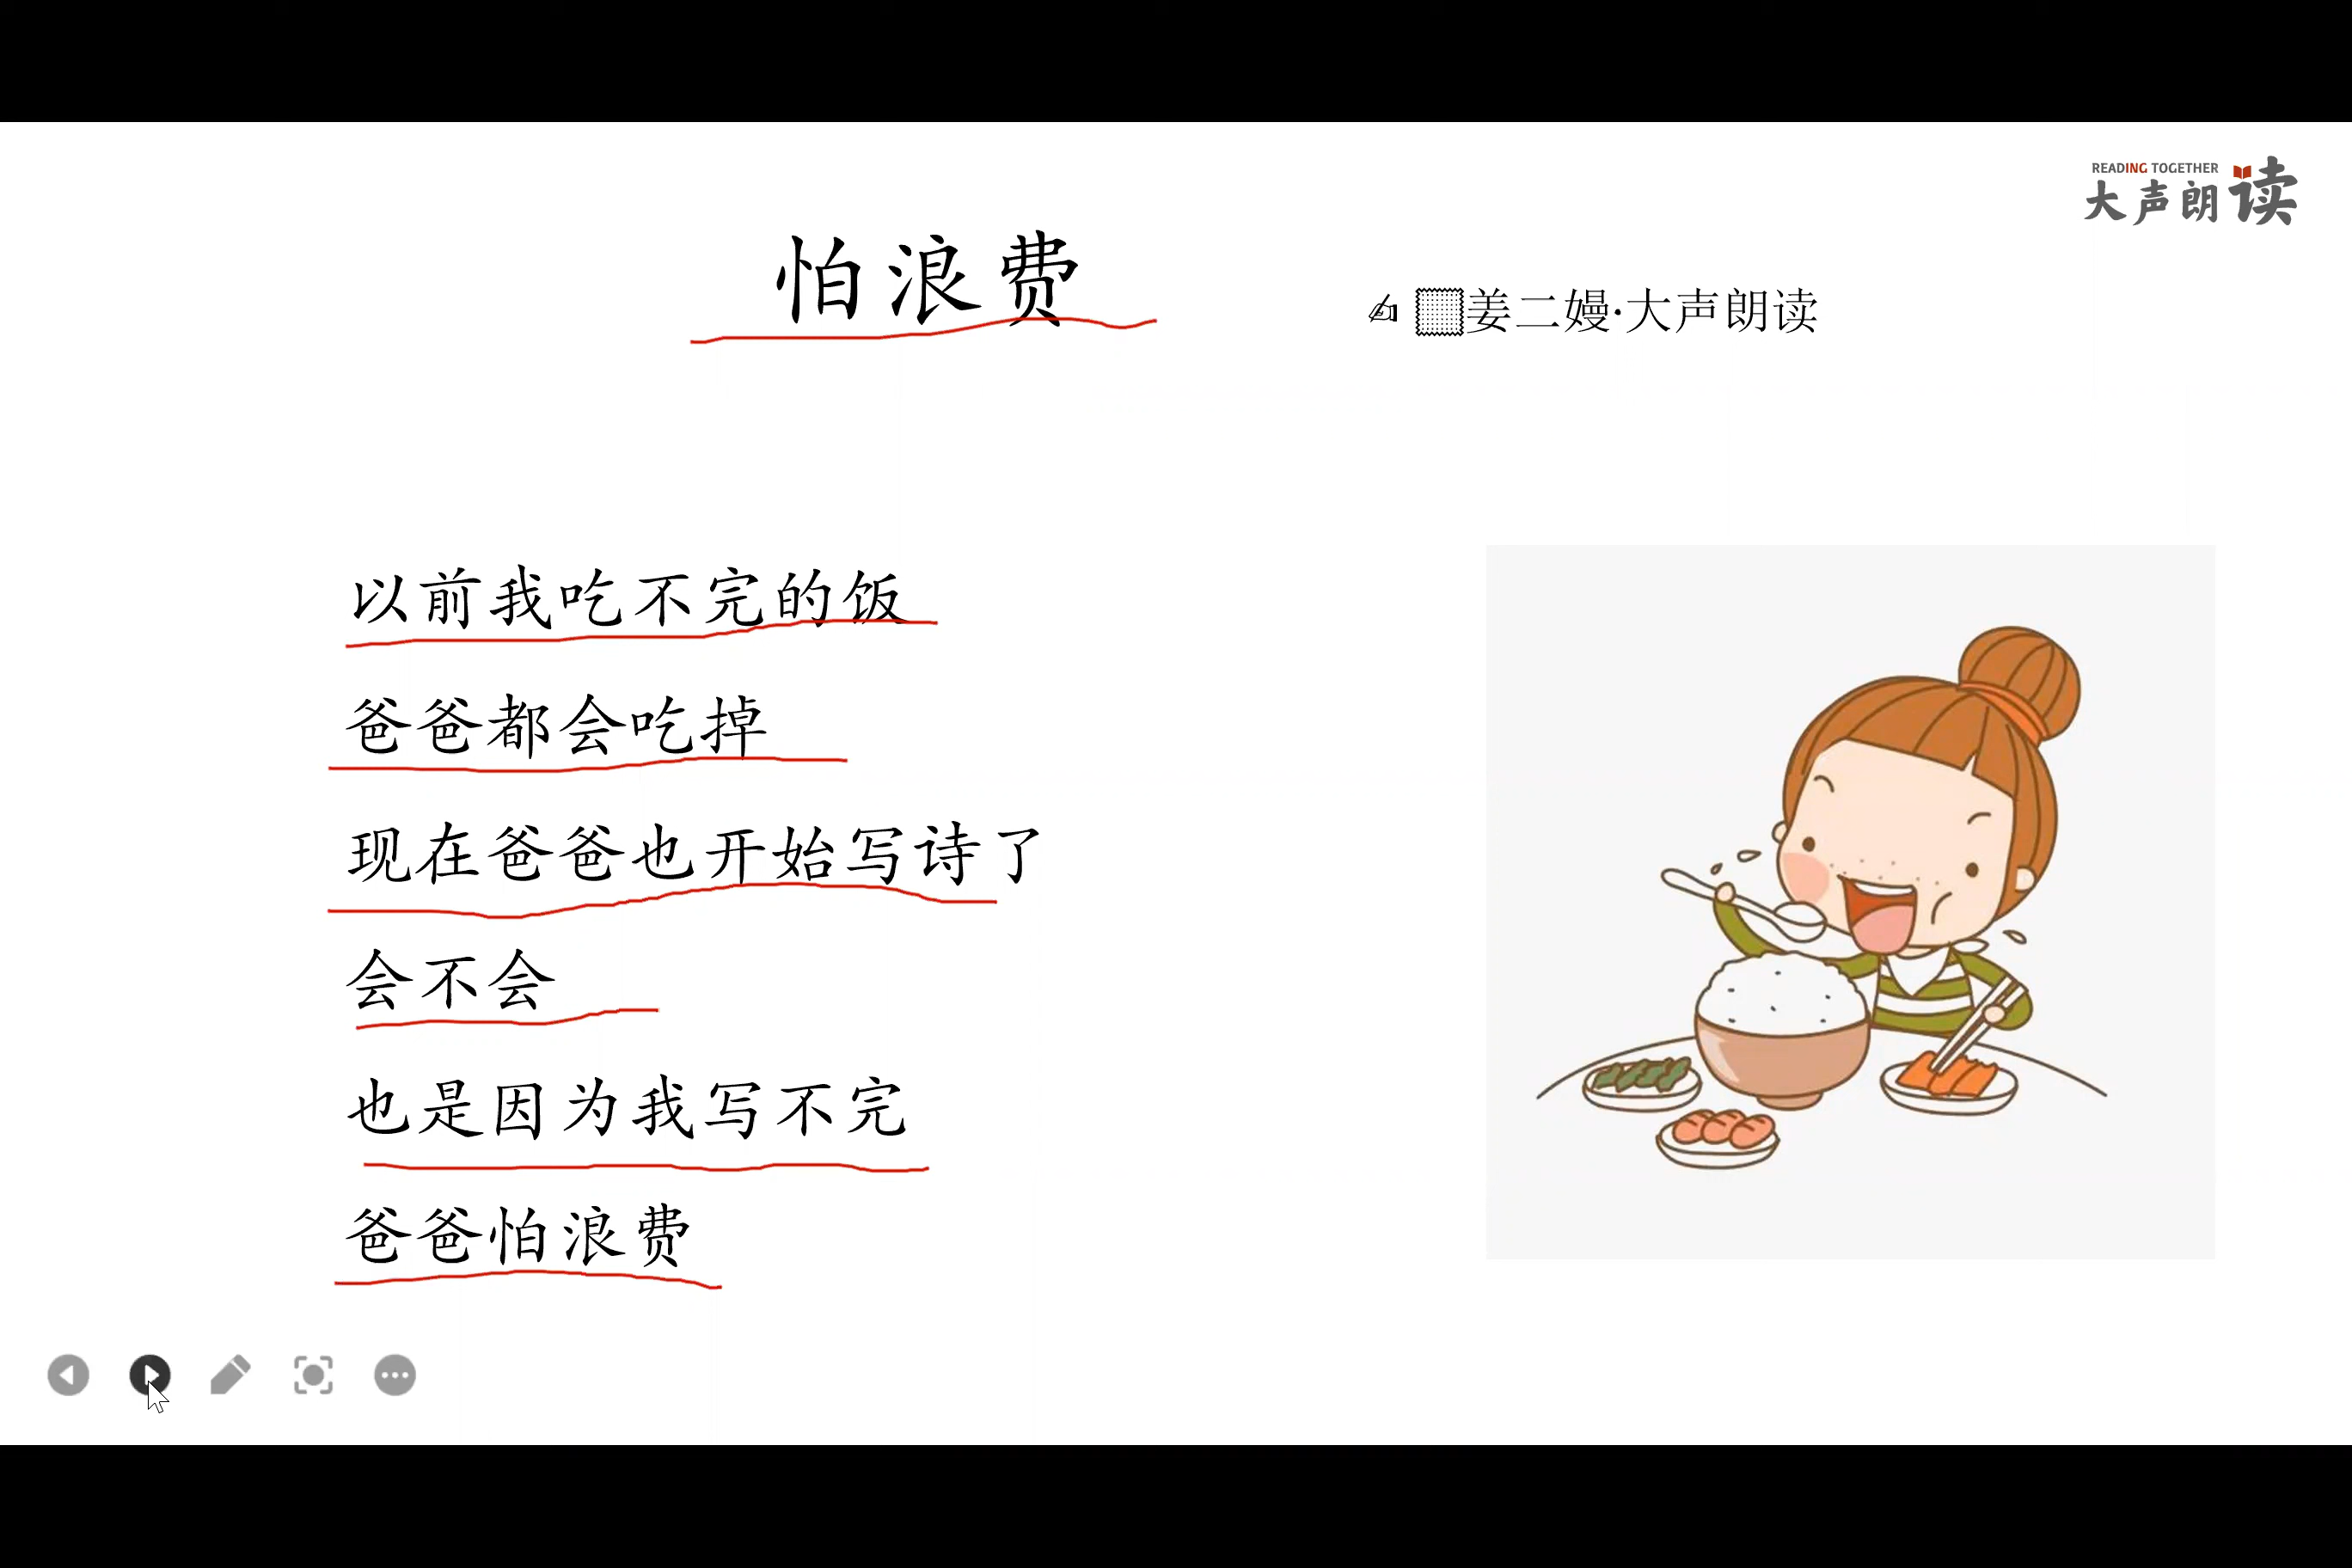 READING TOGETHER
大声朗读
怕浪费
✍ 姜二嫚·大声朗读
以前我吃不完的饭
爸爸都会吃掉
现在爸爸也开始写诗了
会不会
也是因为我写不完
爸爸怕浪费